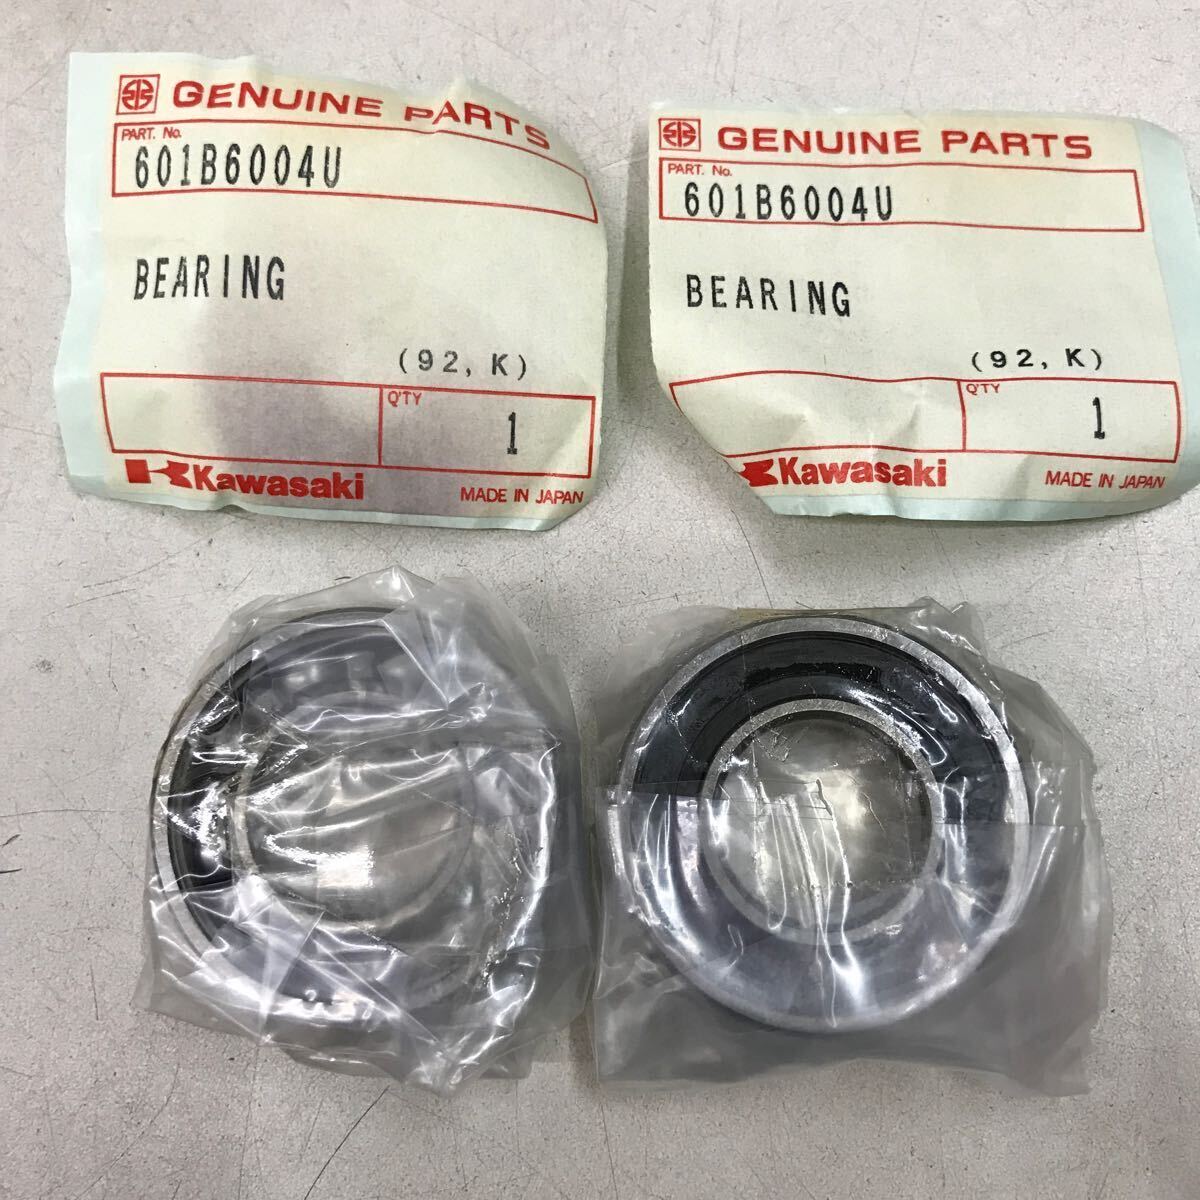 GENUINE PARTS
PART. No.
601B6004U
BEARING
(92, K)
Q'TY
1
Kawasaki
MADE IN JAPAN
GENUINE PARTS
PART. No.
601B6004U
BEARING
(92, K)
Q'TY
1
Kawasaki
MADE IN JAPAN